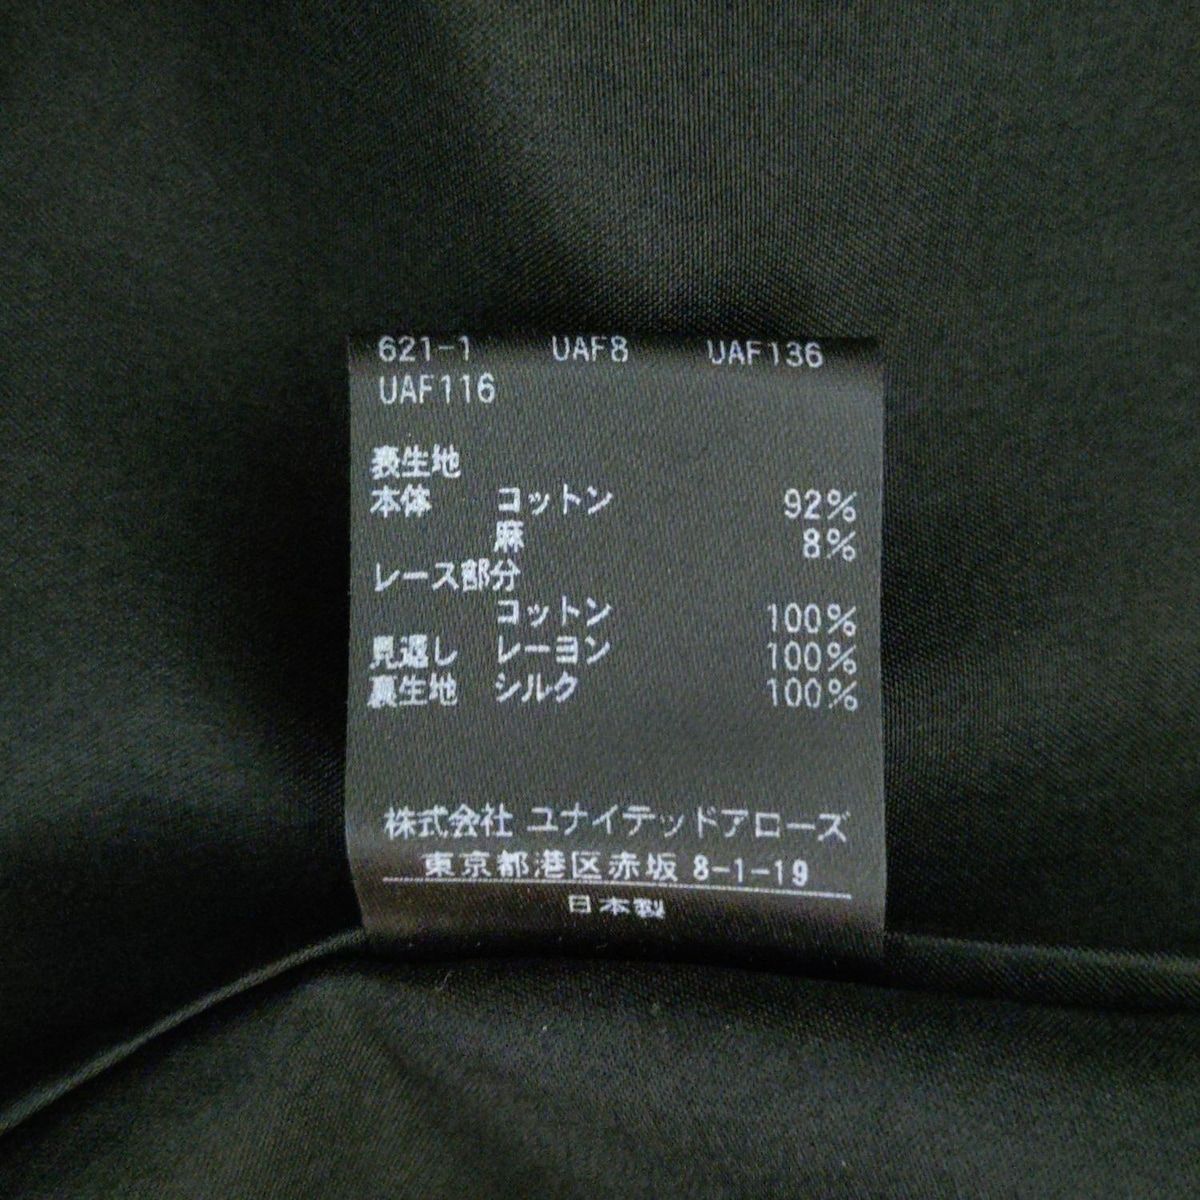 621-1 UAF8 UAF136
UAF116
表生地
本体 コットン 92%
麻 8%
レース部分
コットン 100%
見返し レーヨン 100%
裏生地 シルク 100%
株式会社 ユナイテッドアローズ
東京都港区赤坂 8-1-19
日本製